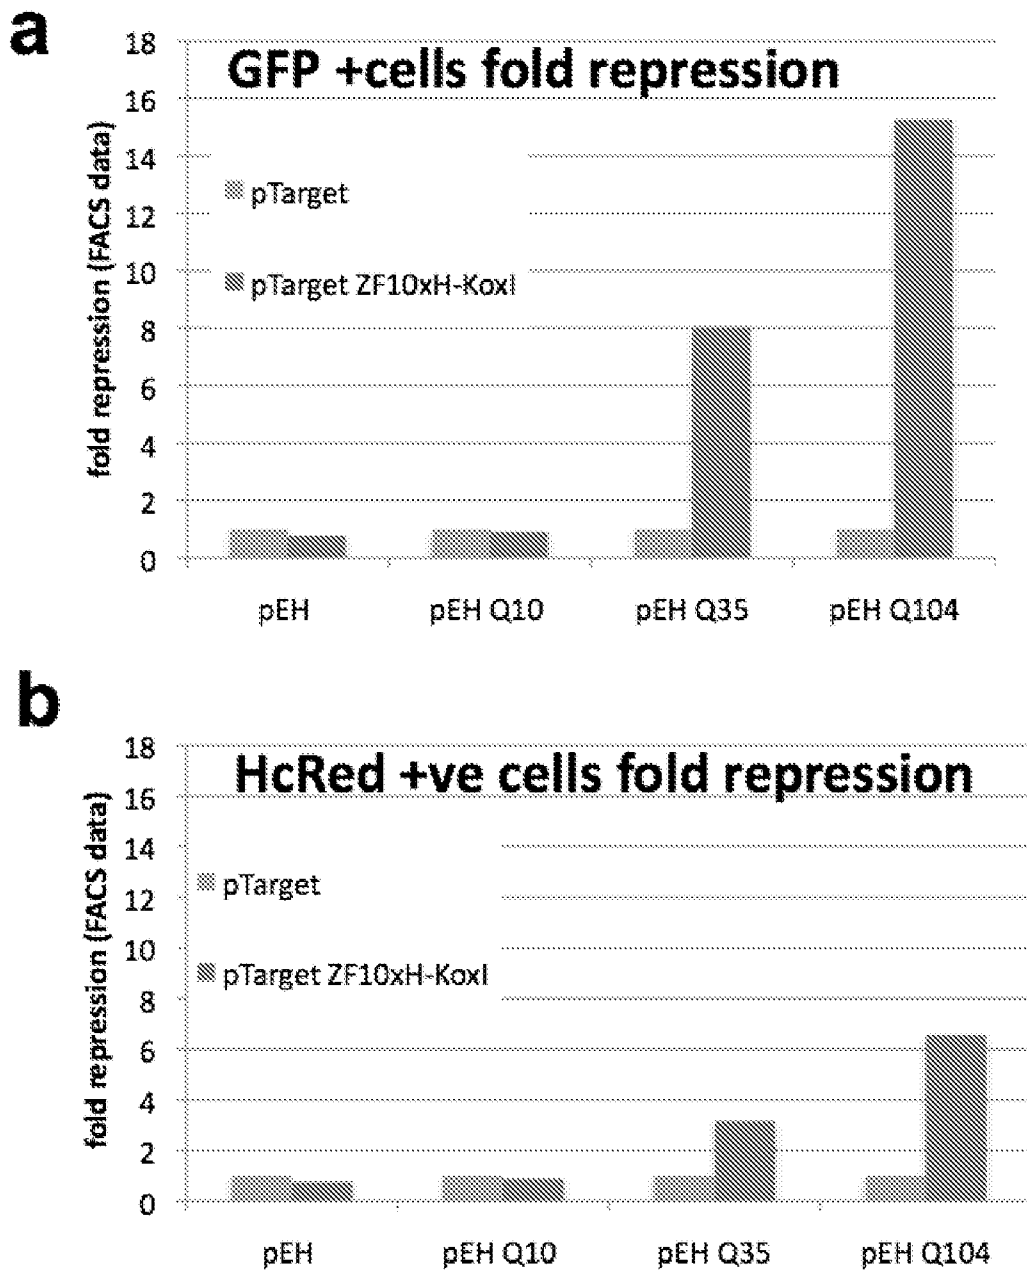 a
GFP +cells fold repression
fold repression (FACS data)
18
16
14
12
10
8
6
4
2
0
pTarget
pTarget ZF10xH-KoxI
pEH
pEH Q10
pEH Q35
pEH Q104
b
HcRed +ve cells fold repression
fold repression (FACS data)
18
16
14
12
10
8
6
4
2
0
pTarget
pTarget ZF10xH-KoxI
pEH
pEH Q10
pEH Q35
pEH Q104